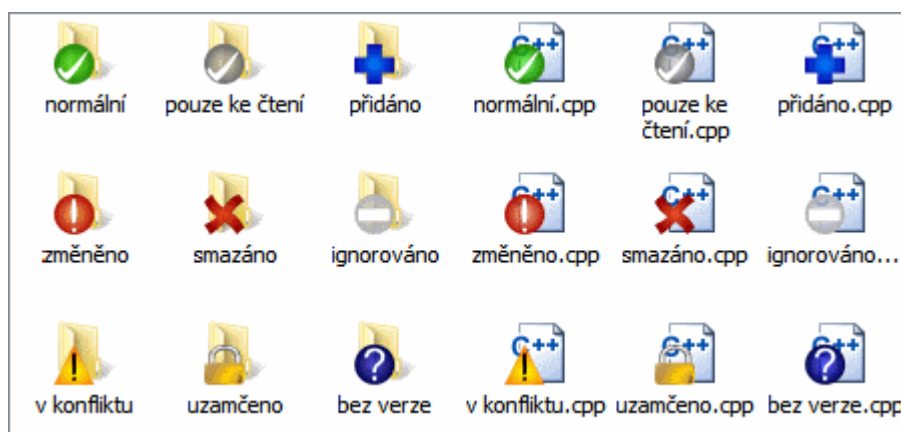 C++ C++ C++
normální pouze ke čtení přidáno normální.cpp pouze ke přidáno.cpp
čtení.cpp
C++ C++ C++
změněno smazáno ignorováno změněno.cpp smazáno.cpp ignorováno...
C++ C++ C++
v konfliktu uzamčeno bez verze v konfliktu.cpp uzamčeno.cpp bez verze.cpp